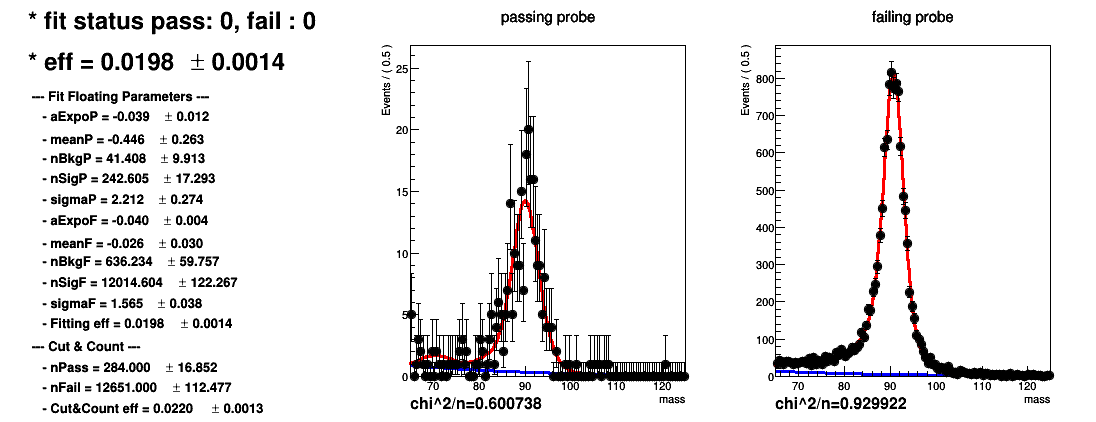 * fit status pass: 0, fail : 0
* eff = 0.0198 ± 0.0014
--- Fit Floating Parameters ---
- aExpoP = -0.039 ± 0.012
- meanP = -0.446 ± 0.263
- nBkgP = 41.408 ± 9.913
- nSigP = 242.605 ± 17.293
- sigmaP = 2.212 ± 0.274
- aExpoF = -0.040 ± 0.004
- meanF = -0.026 ± 0.030
- nBkgF = 636.234 ± 59.757
- nSigF = 12014.604 ± 122.267
- sigmaF = 1.565 ± 0.038
- Fitting eff = 0.0198 ± 0.0014
--- Cut & Count ---
- nPass = 284.000 ± 16.852
- nFail = 12651.000 ± 112.477
- Cut&Count eff = 0.0220 ± 0.0013
passing probe
Events / ( 0.5 )
25
20
15
10
5
0
70 80 90 100 110 120
mass
chi^2/n=0.600738
failing probe
Events / ( 0.5 )
800
700
600
500
400
300
200
100
0
70 80 90 100 110 120
mass
chi^2/n=0.929922